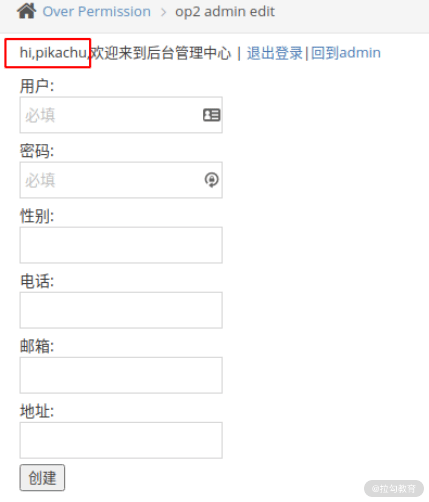 Over Permission > op2 admin edit
hi,pikachu,欢迎来到后台管理中心 | 退出登录|回到admin
用户:
必填
密码:
必填
性别:
电话:
邮箱:
地址:
创建
@拉勾教育